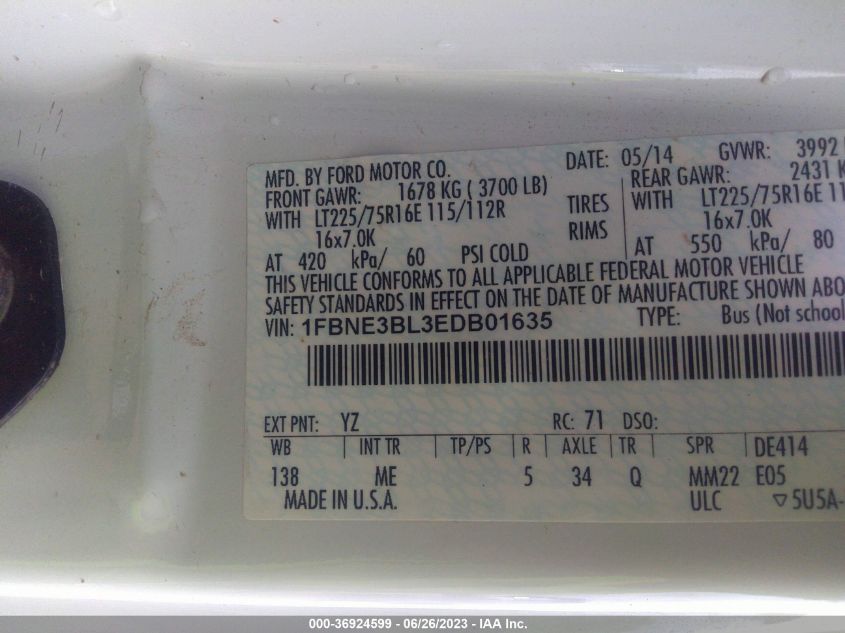 MFD. BY FORD MOTOR CO. DATE: 05/14 GVWR: 3992
FRONT GAWR: 1678 KG ( 3700 LB) REAR GAWR: 2431 K
WITH LT225/75R16E 115/112R TIRES WITH LT225/75R16E 11
16x7.0K RIMS 16x7.0K
AT 420 kPa/ 60 PSI COLD AT 550 kPa/ 80
THIS VEHICLE CONFORMS TO ALL APPLICABLE FEDERAL MOTOR VEHICLE
SAFETY STANDARDS IN EFFECT ON THE DATE OF MANUFACTURE SHOWN ABO
VIN: 1FBNE3BL3EDB01635 TYPE: Bus (Not school
EXT PNT: YZ RC: 71 DSO:
WB INT TR TP/PS R AXLE TR SPR DE414
138 ME 5 34 Q MM22 E05
MADE IN U.S.A. ULC ▽5U5A-
000-36924599 - 06/26/2023 - IAA Inc.